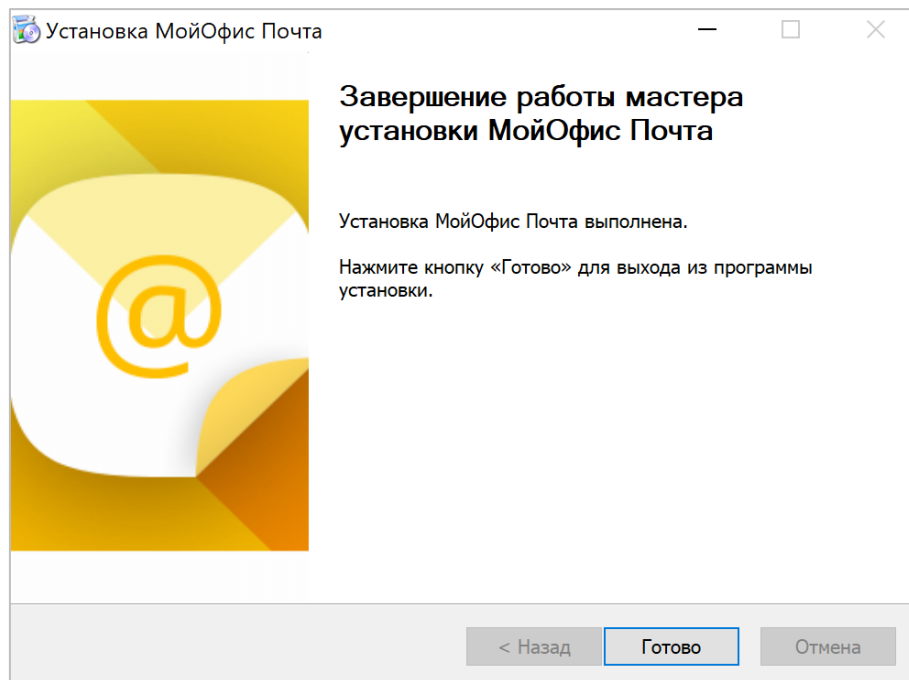 Установка МойОфис Почта
Завершение работы мастера
установки МойОфис Почта
Установка МойОфис Почта выполнена.
Нажмите кнопку «Готово» для выхода из программы
установки.
@
< Назад
Готово
Отмена